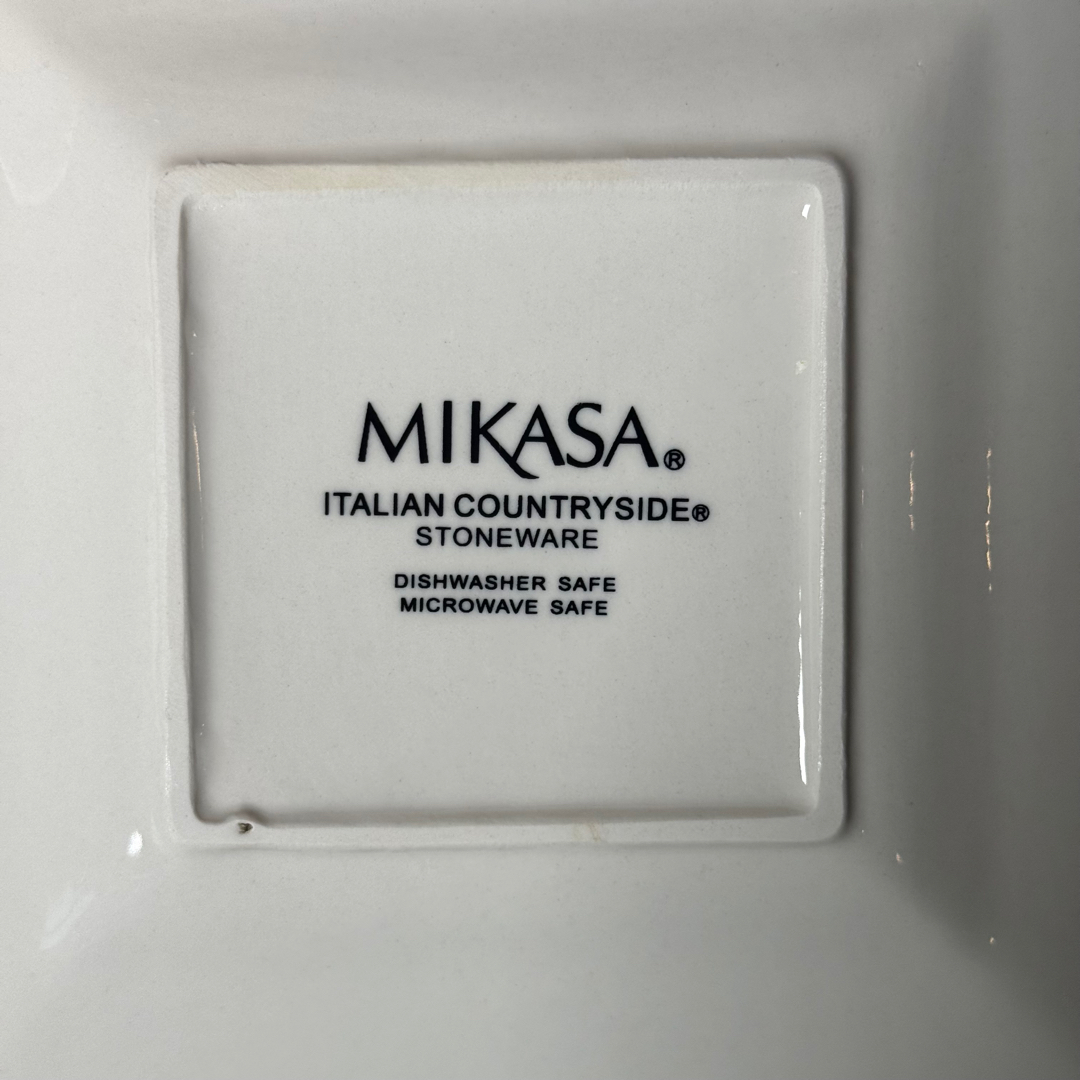 MIKASA®
ITALIAN COUNTRYSIDE®
STONEWARE
DISHWASHER SAFE
MICROWAVE SAFE